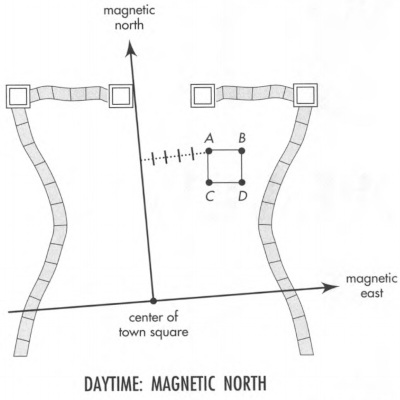 magnetic
north
A B
C D
magnetic
east
center of
town square
DAYTIME: MAGNETIC NORTH